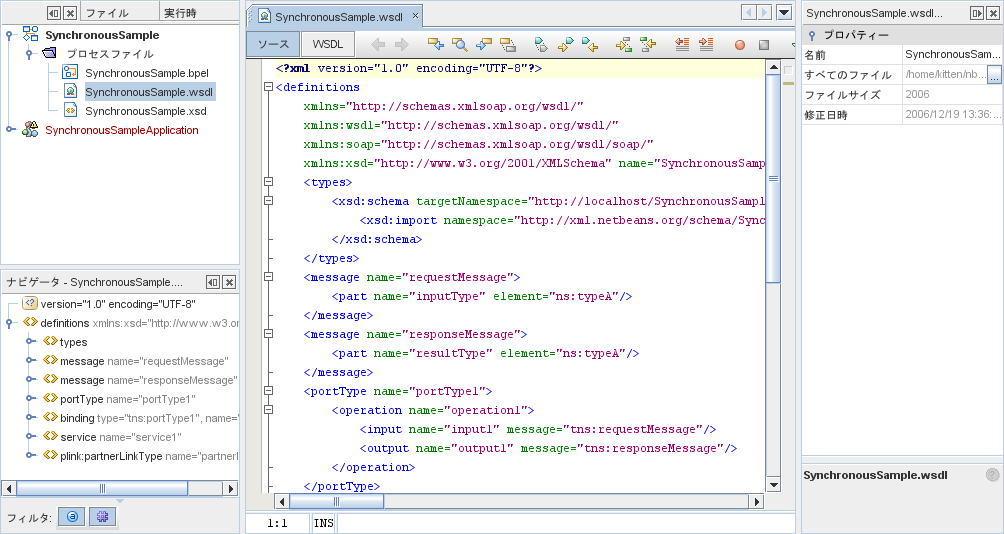 ファイル
実行時
SynchronousSample
プロセスファイル
SynchronousSample.bpel
SynchronousSample.wsdl
SynchronousSample.xsd
SynchronousSampleApplication
ナビゲータ - SynchronousSample....
version="1.0" encoding="UTF-8"
definitions xmlns:xsd="http://www.w3.or
types
message name="requestMessage"
message name="responseMessage"
portType name="portType1"
binding type="tns:portType1", name=
service name="service1"
plink:partnerLinkType name="partnerl
フィルタ:
SynchronousSample.wsdl
ソース
WSDL
<?xml version="1.0" encoding="UTF-8"?>
<definitions
xmlns="http://schemas.xmlsoap.org/wsdl/"
xmlns:wsdl="http://schemas.xmlsoap.org/wsdl/"
xmlns:soap="http://schemas.xmlsoap.org/wsdl/soap/"
xmlns:xsd="http://www.w3.org/2001/XMLSchema" name="SynchronousSamp
<types>
<xsd:schema targetNamespace="http://localhost/SynchronousSampl
<xsd:import namespace="http://xml.netbeans.org/schema/Sync
</xsd:schema>
</types>
<message name="requestMessage">
<part name="inputType" element="ns:typeA"/>
</message>
<message name="responseMessage">
<part name="resultType" element="ns:typeA"/>
</message>
<portType name="portType1">
<operation name="operation1">
<input name="input1" message="tns:requestMessage"/>
<output name="output1" message="tns:responseMessage"/>
</operation>
</portType>
1:1
INS
SynchronousSample.wsdl...
プロパティー
名前 SynchronousSam...
すべてのファイル /home/kitten/nb... ...
ファイルサイズ 2006
修正日時 2006/12/19 13:36:...
SynchronousSample.wsdl